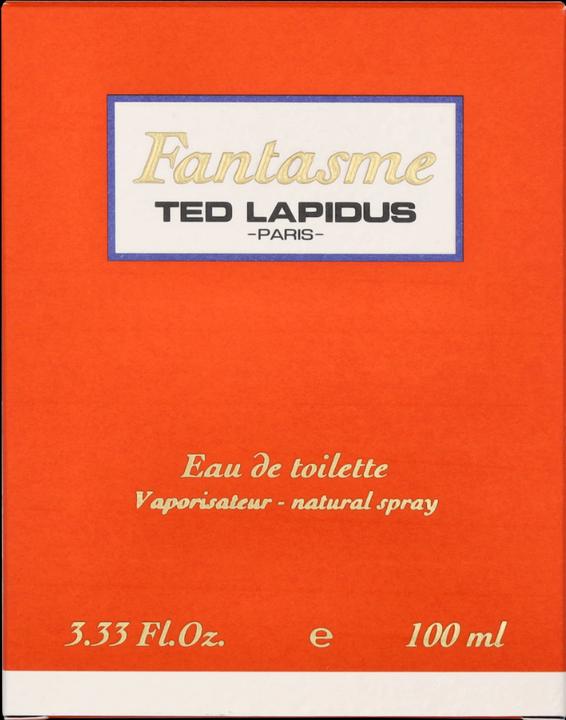 Fantasme
TED LAPIDUS
-PARIS-
Eau de toilette
Vaporisateur - natural spray
3.33 Fl.Oz. e 100 ml